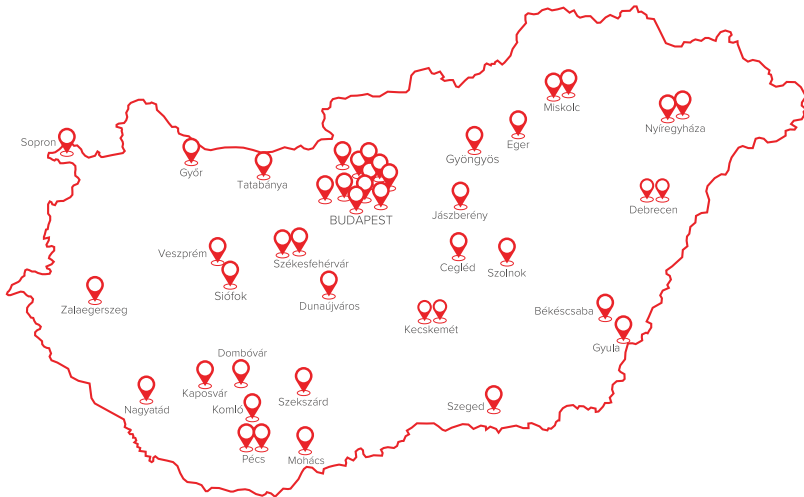 Miskolc
Nyíregyháza
Sopron
Eger
Gyöngyös
Győr
Tatabánya
Debrecen
Jászberény
BUDAPEST
Veszprém
Székesfehérvár
Cegléd
Szolnok
Siófok
Zalaegerszeg
Dunaújváros
Békéscsaba
Kecskemét
Gyula
Dombóvár
Kaposvár
Szekszárd
Nagyatád
Komló
Szeged
Pécs
Mohács